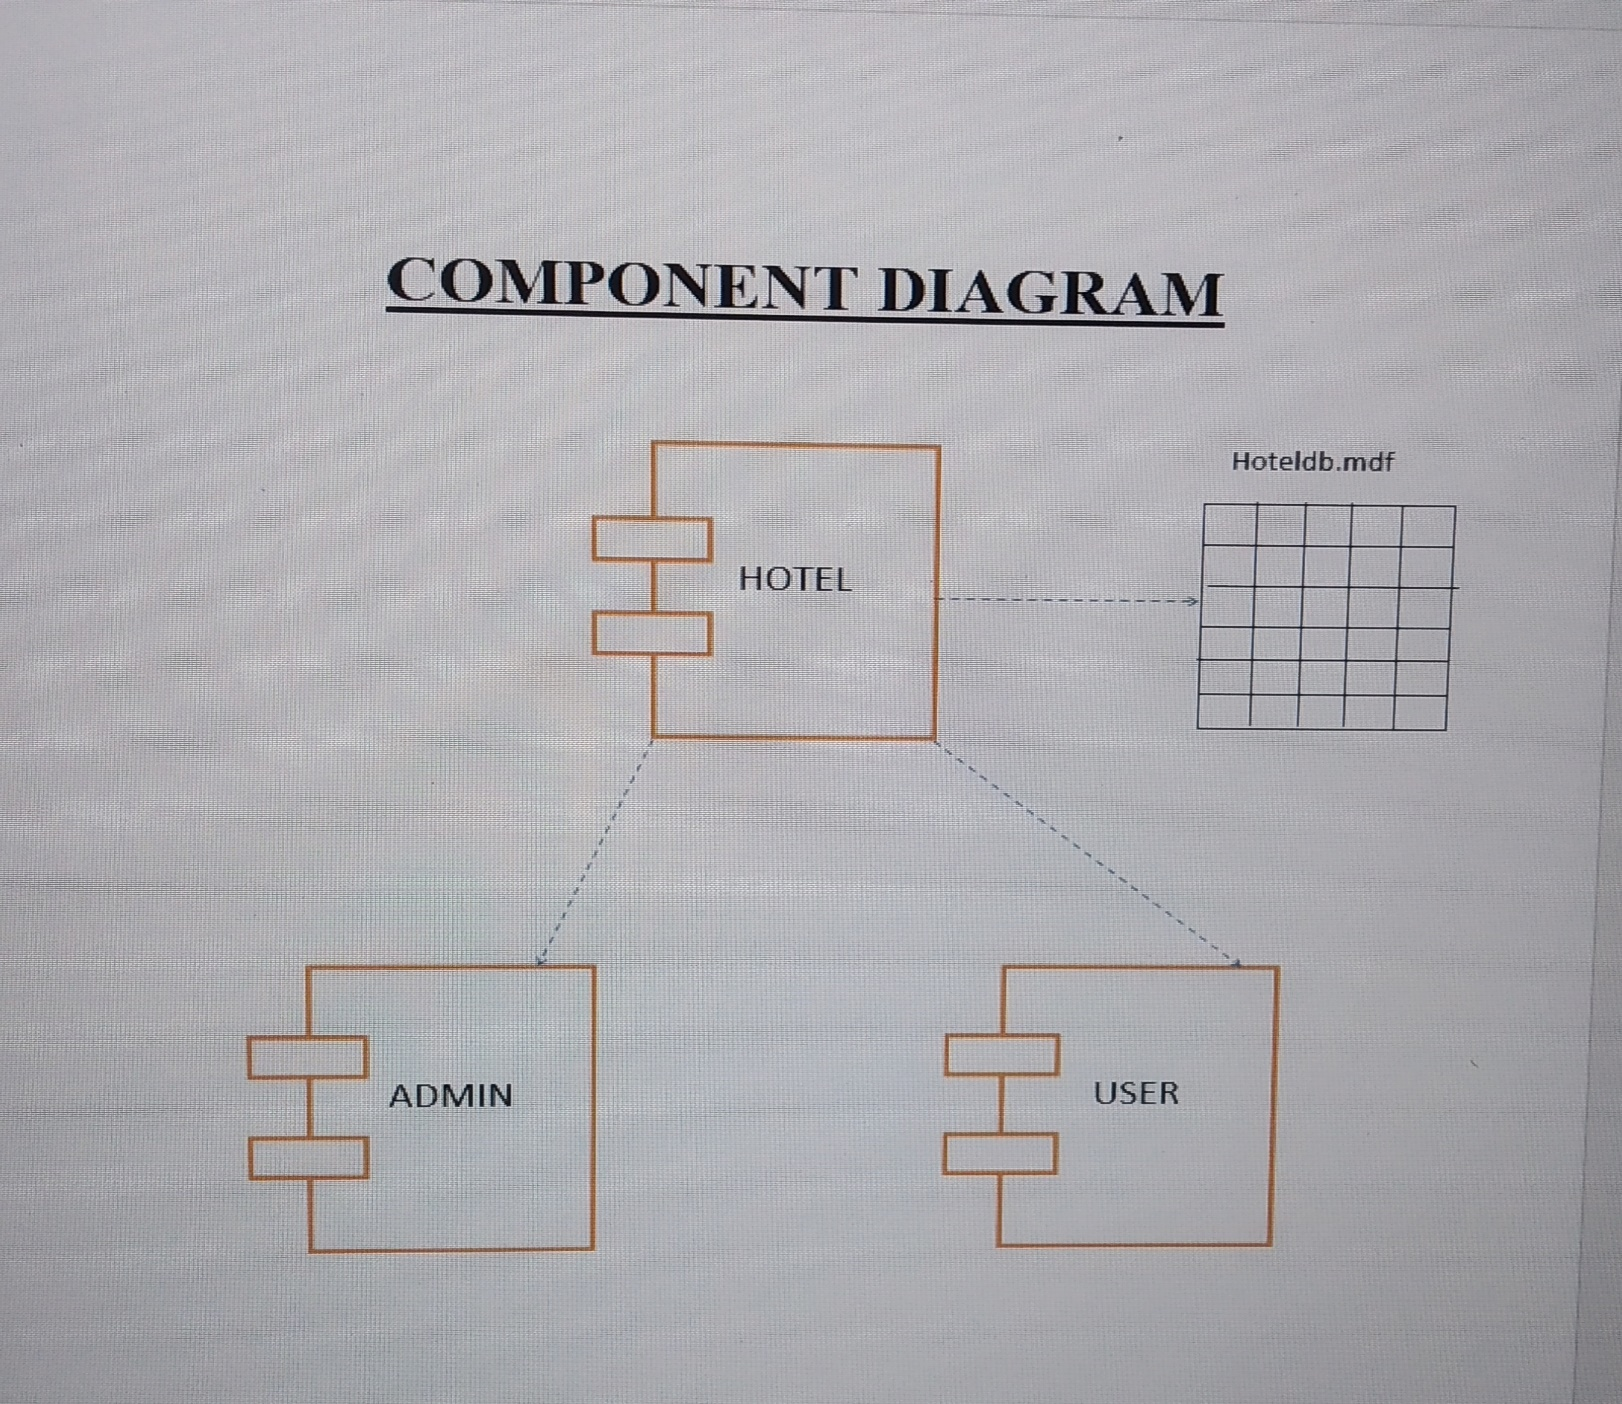 COMPONENT DIAGRAM
Hoteldb.mdf
HOTEL
ADMIN
USER